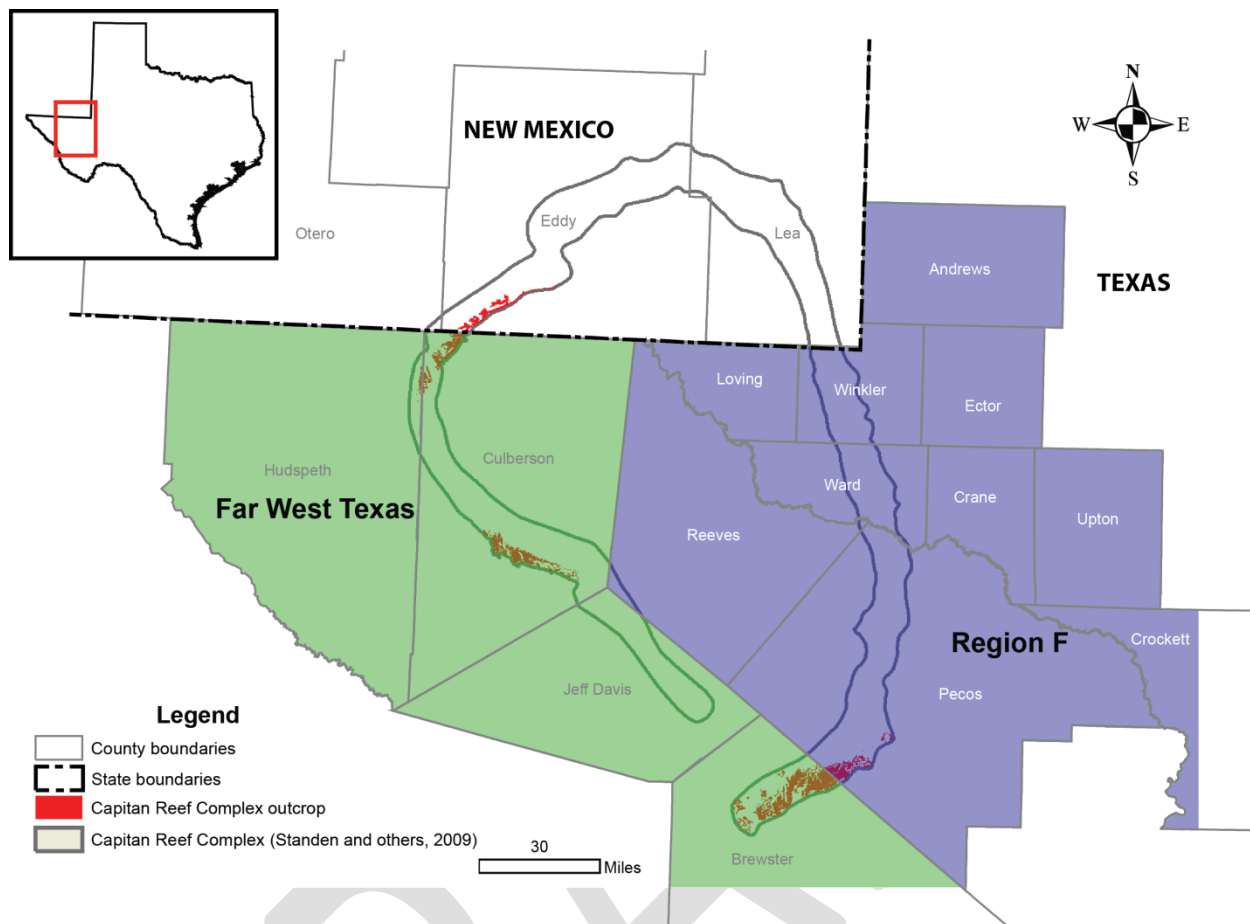 N
W E
S
NEW MEXICO
Eddy
Otero
Lea
Andrews
TEXAS
Loving
Winkler
Ector
Hudspeth
Culberson
Far West Texas
Ward
Crane
Upton
Reeves
Region F
Crockett
Jeff Davis
Pecos
Brewster
Legend
County boundaries
State boundaries
Capitan Reef Complex outcrop
Capitan Reef Complex (Standen and others, 2009)
30
Miles